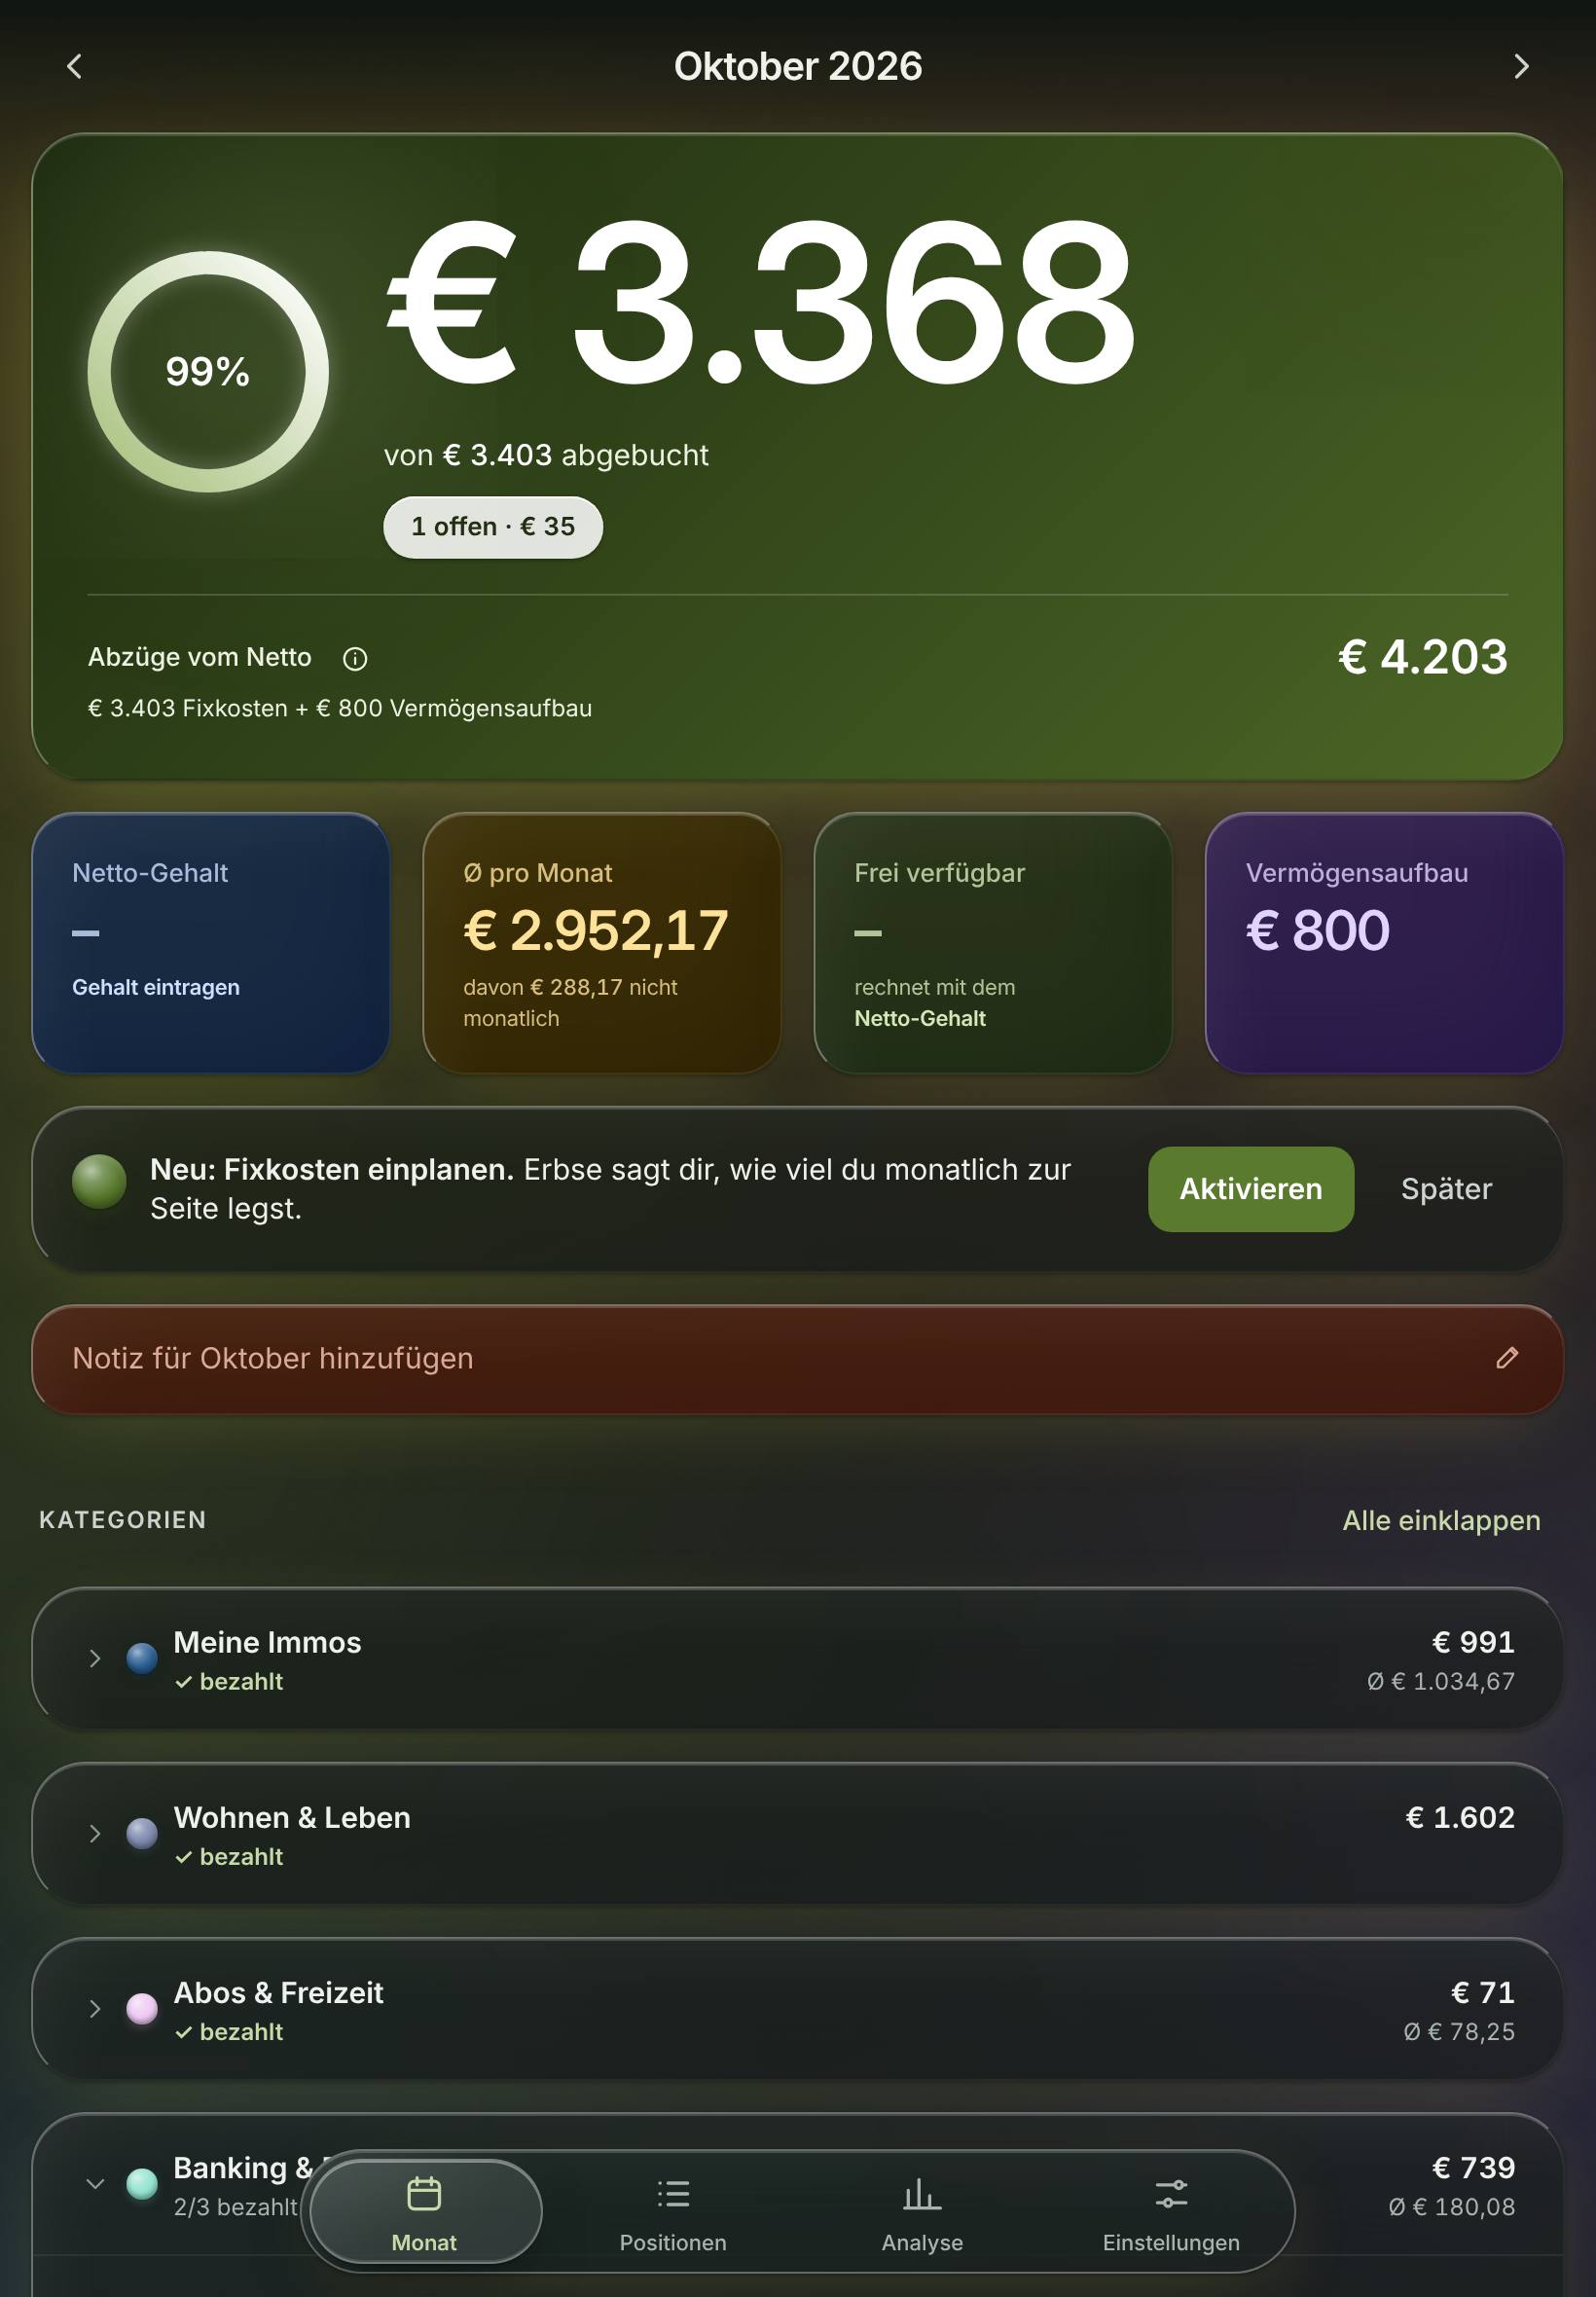 Oktober 2026
99%
€ 3.368
von € 3.403 abgebucht
1 offen · € 35
Abzüge vom Netto
€ 4.203
€ 3.403 Fixkosten + € 800 Vermögensaufbau
Netto-Gehalt
–
Gehalt eintragen
Ø pro Monat
€ 2.952,17
davon € 288,17 nicht
monatlich
Frei verfügbar
–
rechnet mit dem
Netto-Gehalt
Vermögensaufbau
€ 800
Neu: Fixkosten einplanen. Erbse sagt dir, wie viel du monatlich zur
Seite legst.
Aktivieren
Später
Notiz für Oktober hinzufügen
KATEGORIEN
Alle einklappen
Meine Immos
€ 991
✓ bezahlt
Ø € 1.034,67
Wohnen & Leben
€ 1.602
✓ bezahlt
Abos & Freizeit
€ 71
✓ bezahlt
Ø € 78,25
Banking &
€ 739
2/3 bezahlt
Ø € 180,08
Monat
Positionen
Analyse
Einstellungen